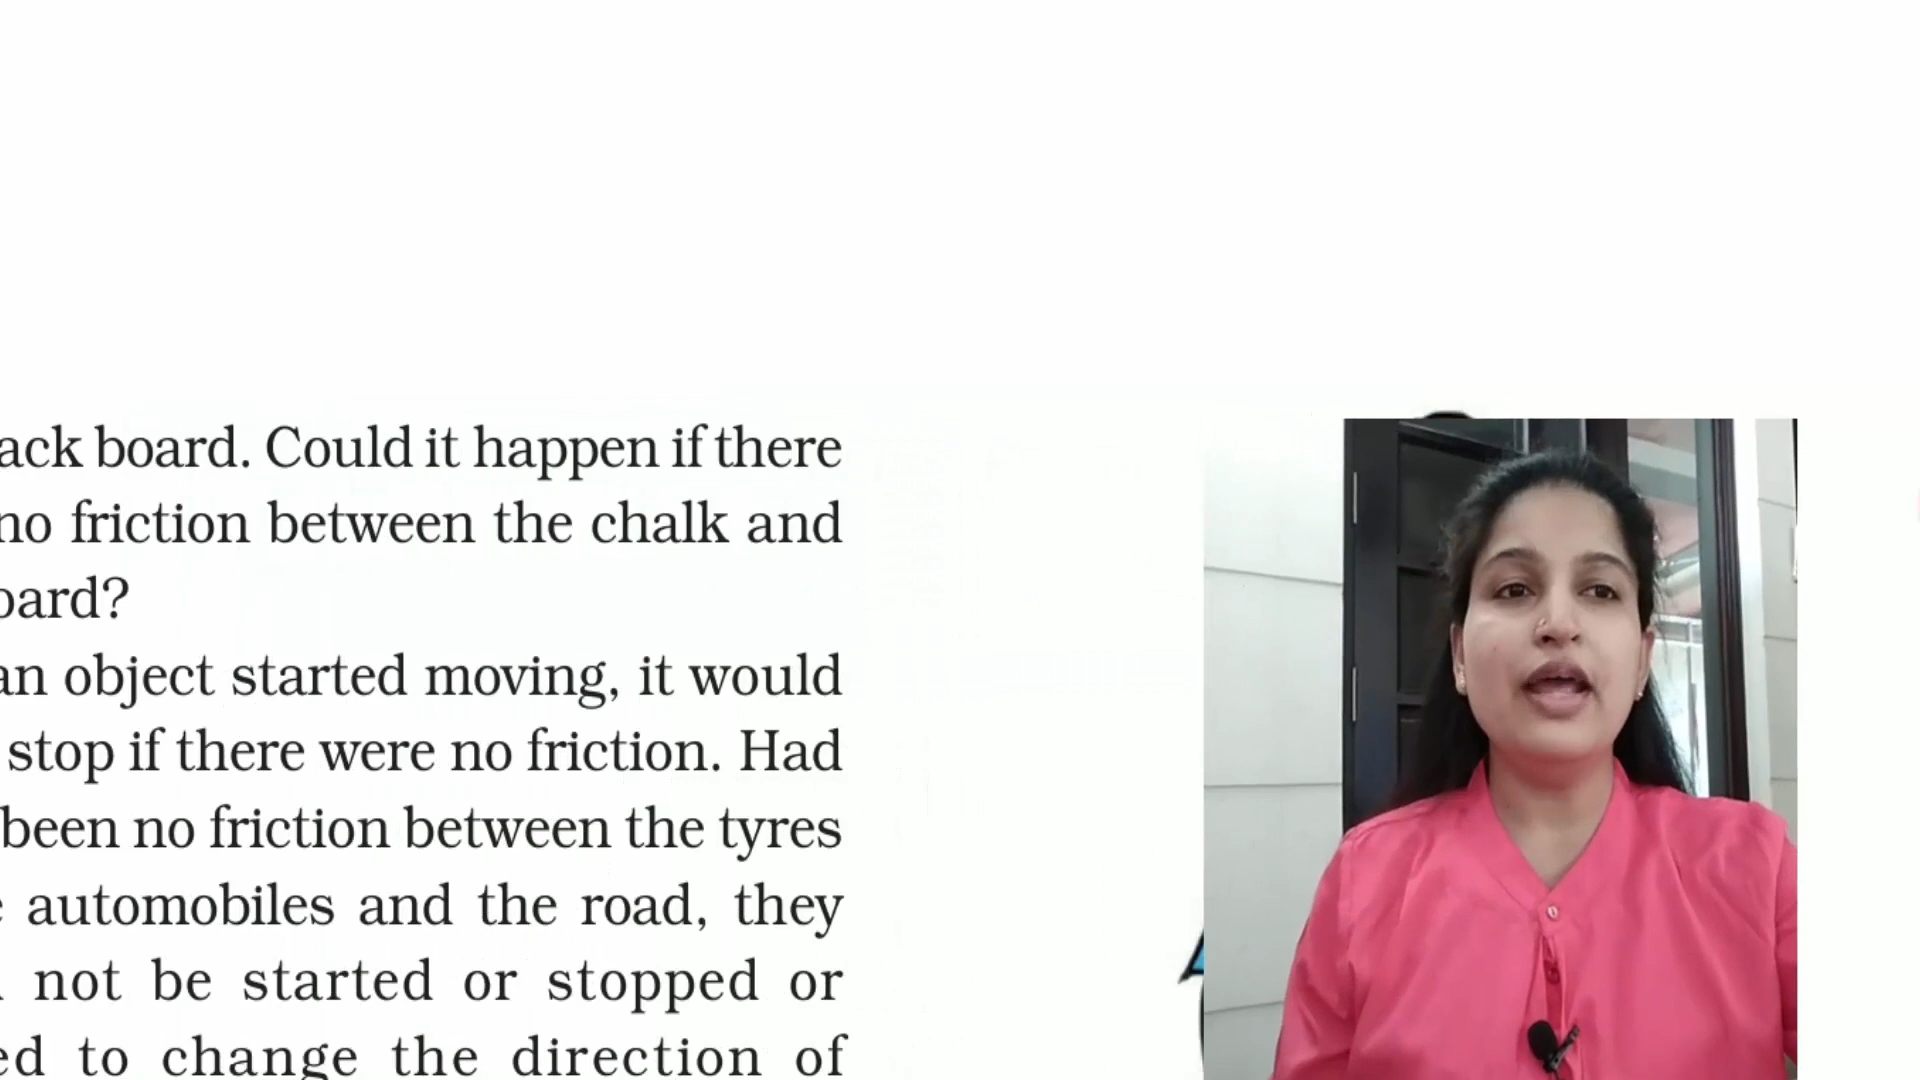 ack board. Could it happen if there
no friction between the chalk and
oard?
an object started moving, it would
stop if there were no friction. Had
been no friction between the tyres
automobiles and the road, they
not be started or stopped or
ed to change the direction of